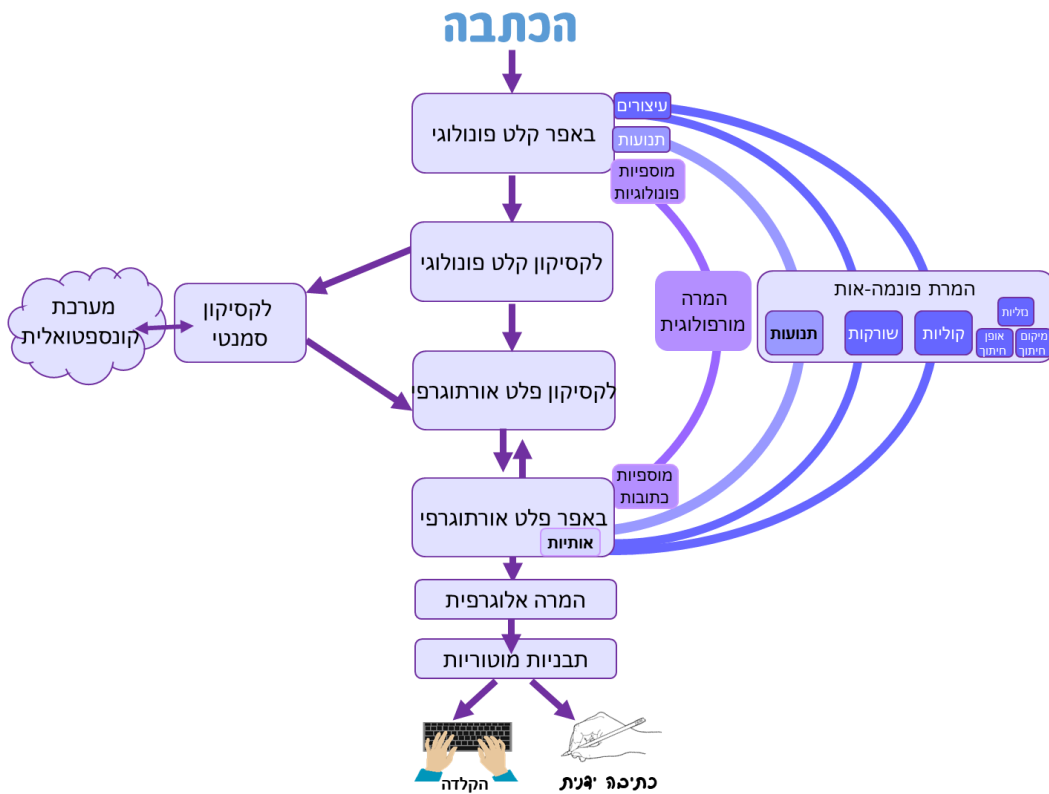 הכתבה
באפר קלט פונולוגי
עיצורים
תנועות
מוספיות
פונולוגיות
לקסיקון קלט פונולוגי
מערכת
קונספטואלית
לקסיקון
סמנטי
המרה
מורפולוגית
המרת פונמה-אות
תנועות
שורקות
קוליות
נזליות
אופן
חיתוך
מיקום
חיתוך
לקסיקון פלט אורתוגרפי
מוספיות
כתובות
באפר פלט אורתוגרפי
אותיות
המרה אלוגרפית
תבניות מוטוריות
הקלדה
כתיבה ידנית